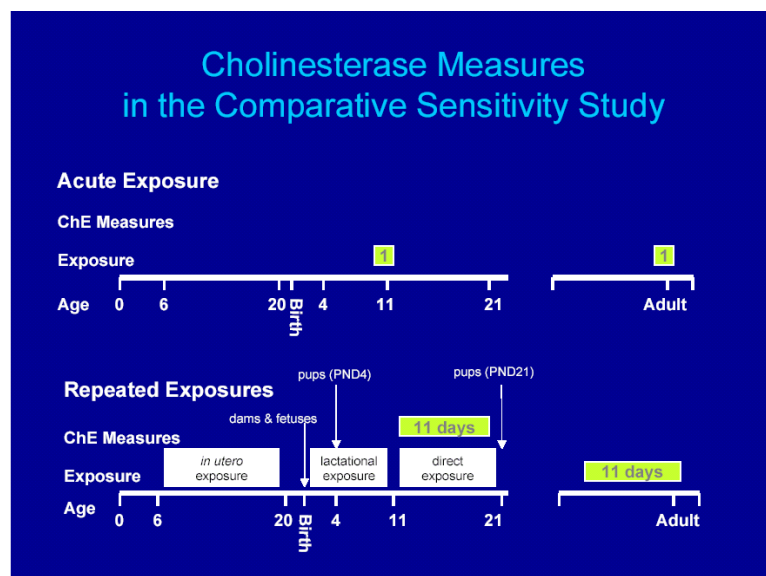 Cholinesterase Measures
in the Comparative Sensitivity Study
Acute Exposure
ChE Measures
Exposure
1
1
Age
0
6
20
Birth
4
11
21
Adult
pups (PND4)
pups (PND21)
Repeated Exposures
dams & fetuses
ChE Measures
11 days
Exposure
in utero
exposure
lactational
exposure
direct
exposure
11 days
Age
0
6
20
Birth
4
11
21
Adult